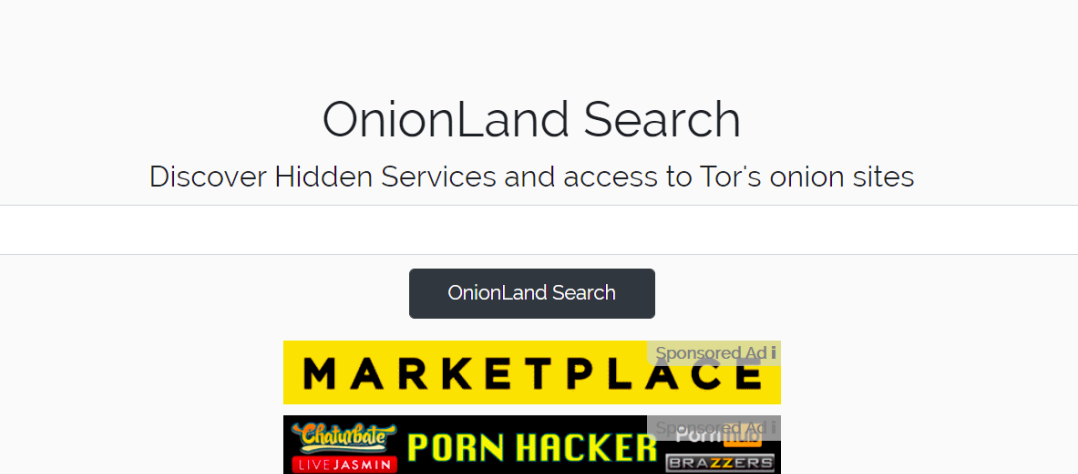 OnionLand Search
Discover Hidden Services and access to Tor's onion sites
OnionLand Search
Sponsored Ad i
MARKETPLACE
Sponsored Ad i
Chaturbate PORN HACKER Pornhub
LIVEJASMIN BRAZZERS